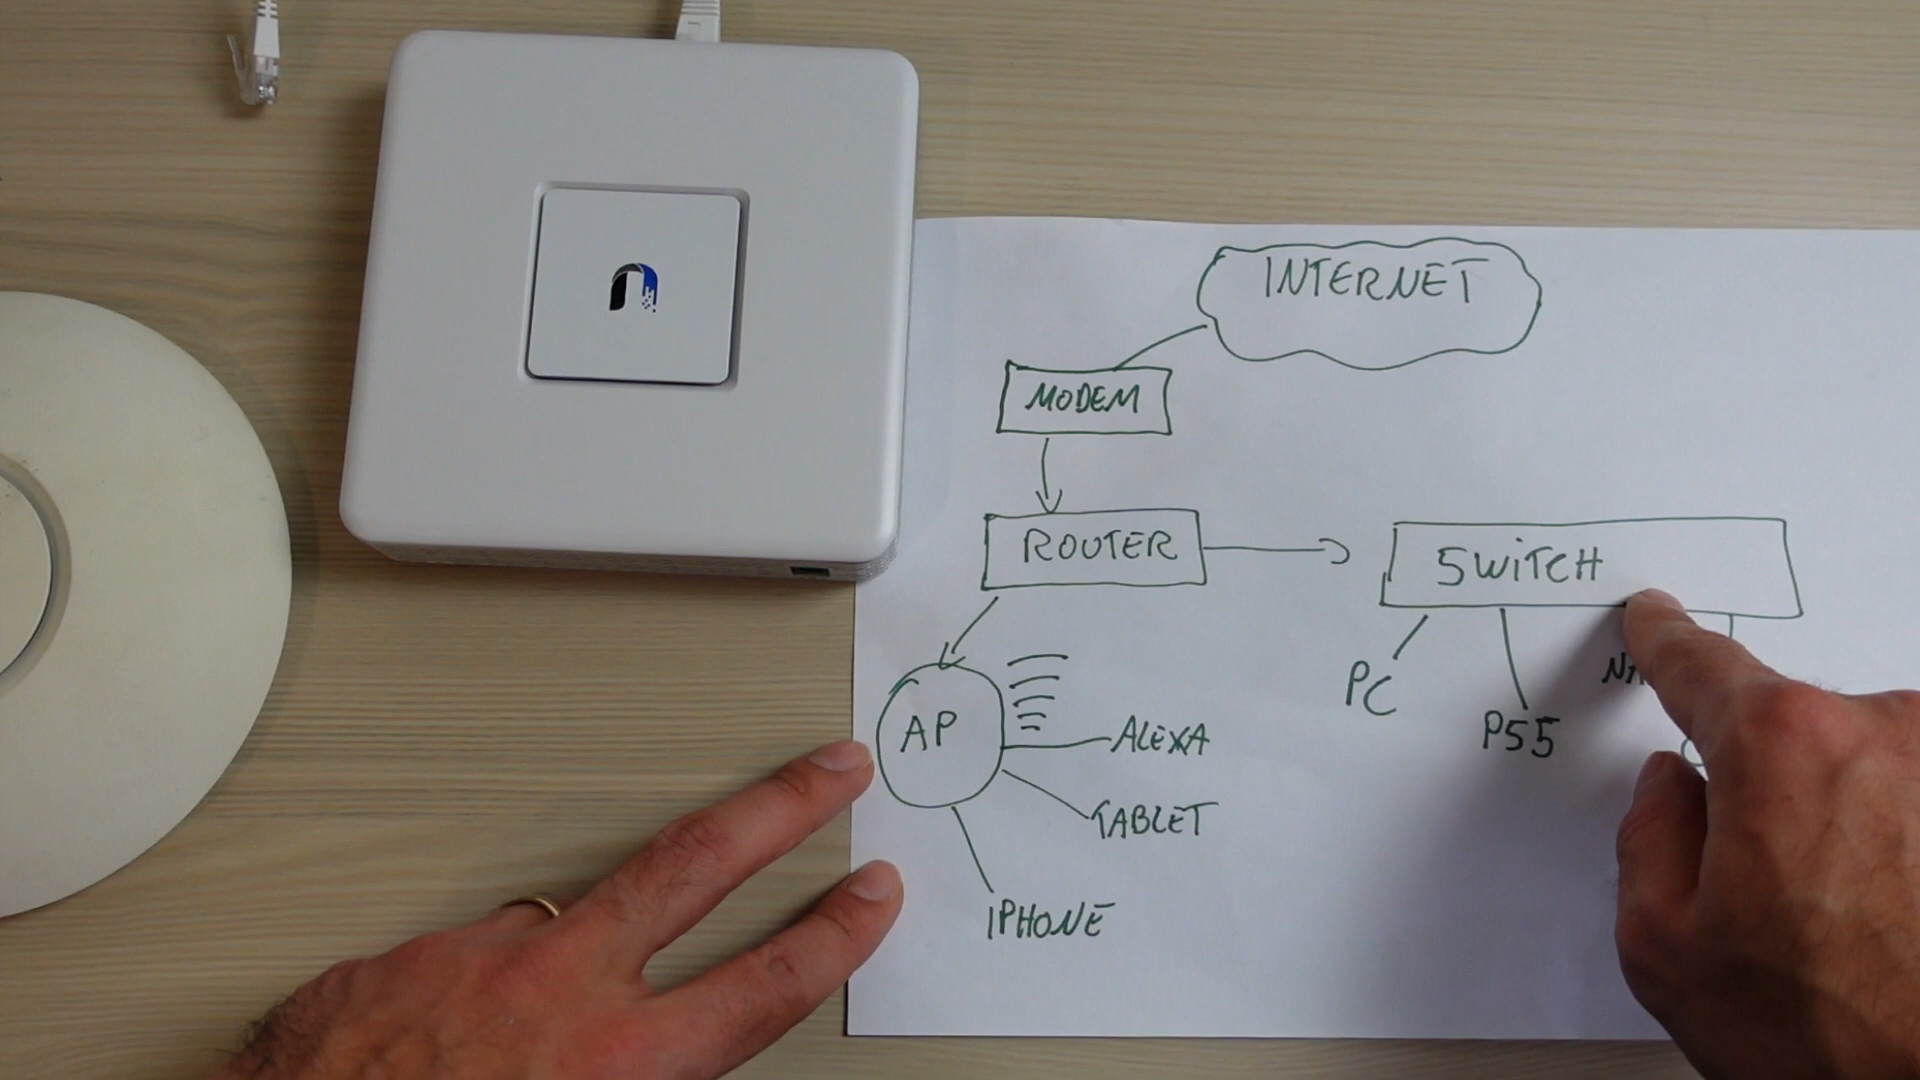 INTERNET
MODEM
ROUTER
SWITCH
PC
PS5
AP
ALEXA
TABLET
IPHONE